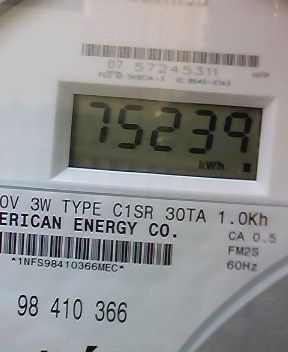 07 57245311
HPP
75239
kWh
0V 3W TYPE C1SR 30TA 1.0Kh
ERICAN ENERGY CO.
CA 0.5
FM2S
60Hz
*1NFS98410366MEC*
98 410 366